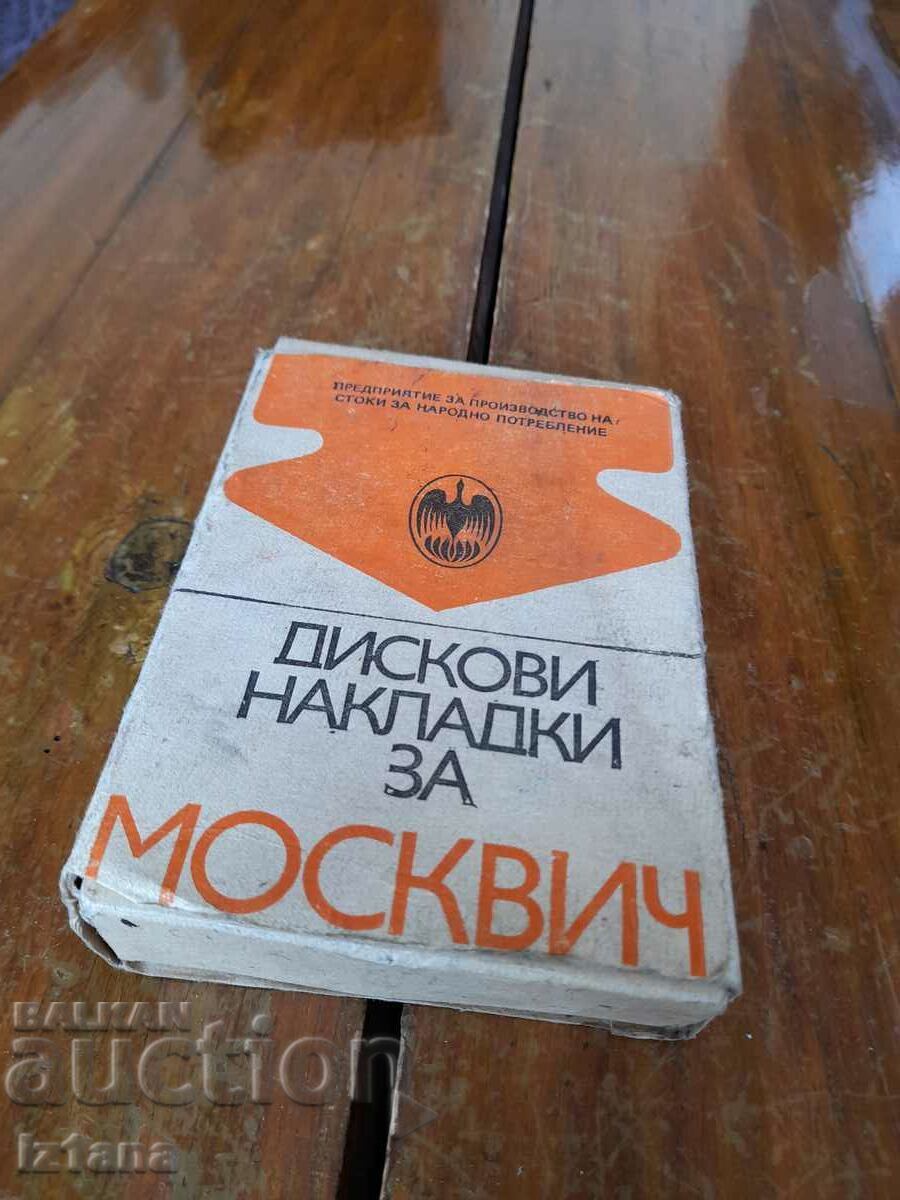 ПРЕДПРИЯТИЕ ЗА ПРОИЗВОДСТВО НА
СТОКИ ЗА НАРОДНО ПОТРЕБЛЕНИЕ
ДИСКОВИ
НАКЛАДКИ
ЗА
МОСКВИЧ
BALKAN
auction
Iztana